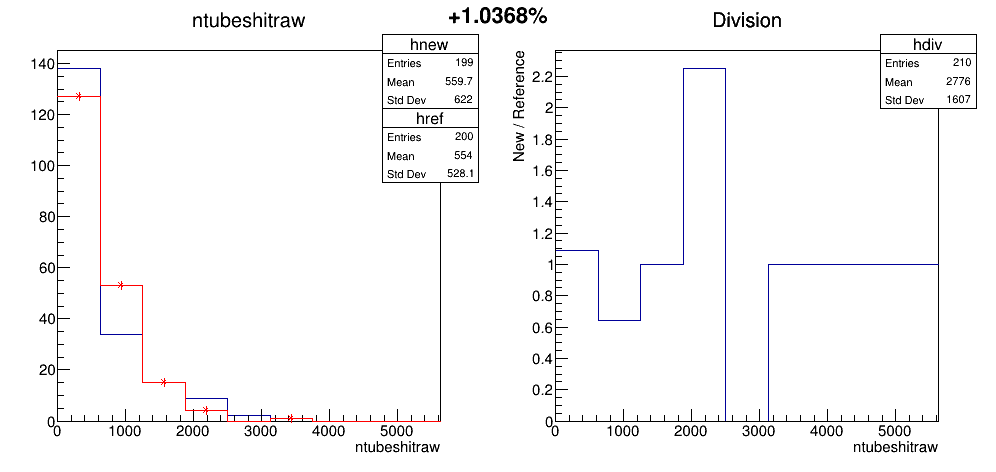 +1.0368%
ntubeshitraw
hnew
Entries 199
Mean 559.7
Std Dev 622
href
Entries 200
Mean 554
Std Dev 528.1
140
120
100
80
60
40
20
0
0 1000 2000 3000 4000 5000
ntubeshitraw
Division
hdiv
Entries 210
Mean 2776
Std Dev 1607
New / Reference
2.2
2
1.8
1.6
1.4
1.2
1
0.8
0.6
0.4
0.2
0
0 1000 2000 3000 4000 5000
ntubeshitraw